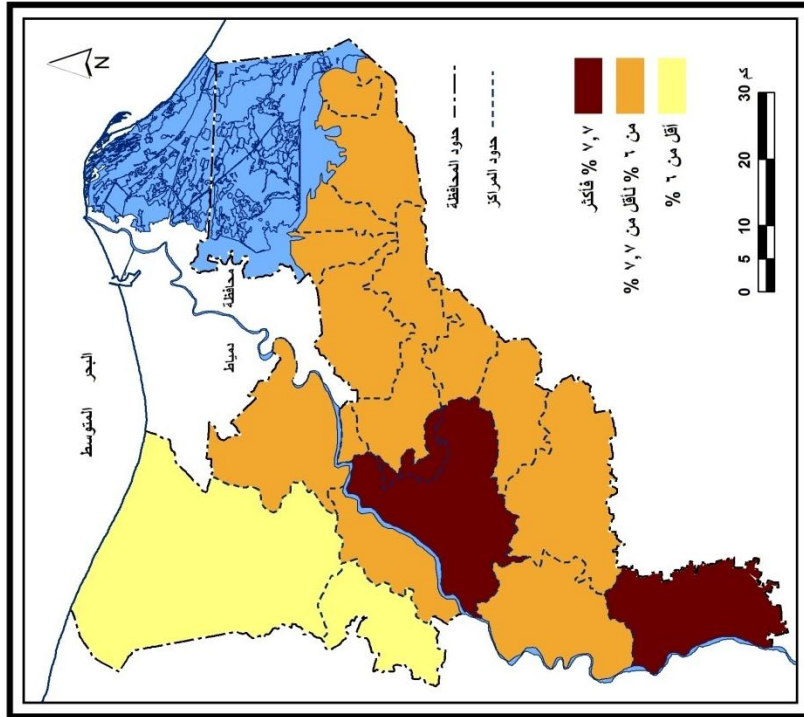 N
البحر
المتوسط
محافظة
دمياط
حدود المحافظة
حدود المراكز
٧,٧ % فأكثر
من ٦ % لأقل من ٧,٧ %
أقل من ٦ %
0 5 10 20 30
كم